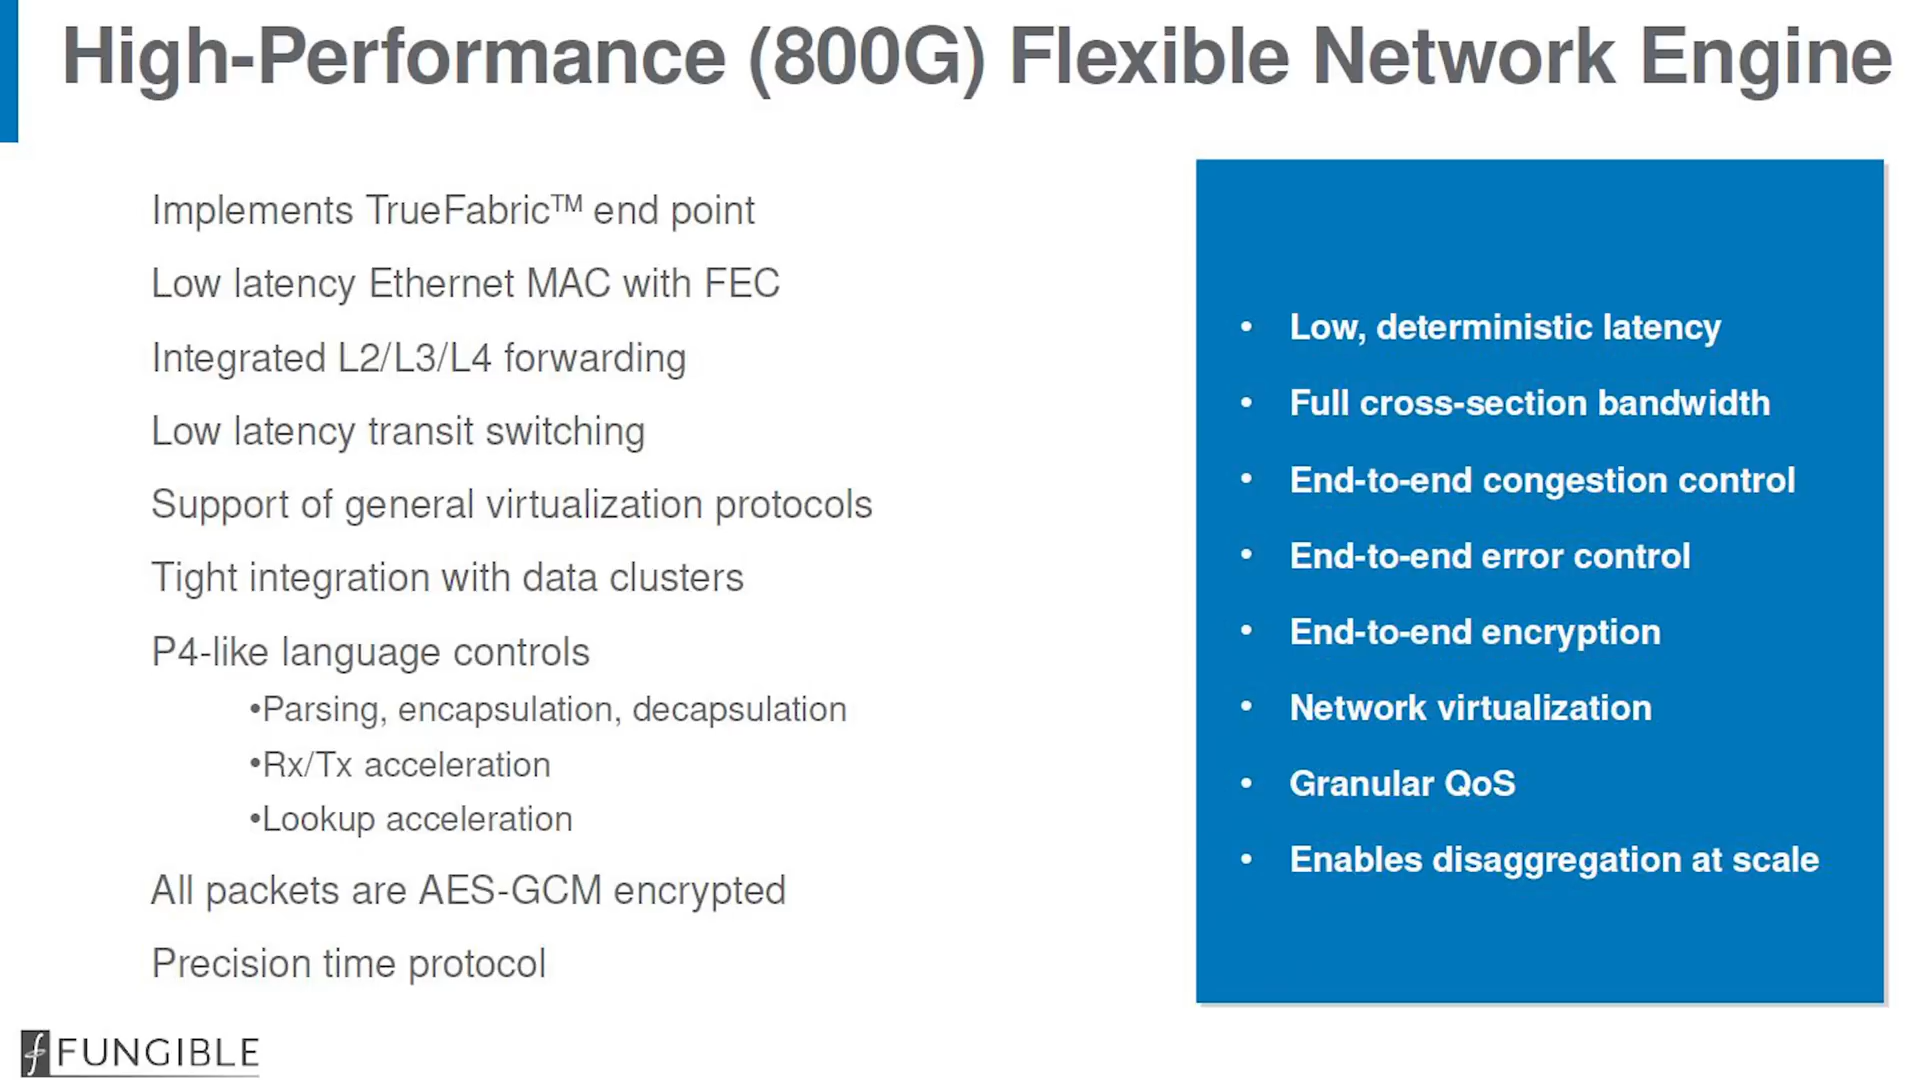 High-Performance (800G) Flexible Network Engine
Implements TrueFabric™ end point
Low latency Ethernet MAC with FEC
Integrated L2/L3/L4 forwarding
Low latency transit switching
Support of general virtualization protocols
Tight integration with data clusters
P4-like language controls
•Parsing, encapsulation, decapsulation
•Rx/Tx acceleration
•Lookup acceleration
All packets are AES-GCM encrypted
Precision time protocol
• Low, deterministic latency
• Full cross-section bandwidth
• End-to-end congestion control
• End-to-end error control
• End-to-end encryption
• Network virtualization
• Granular QoS
• Enables disaggregation at scale
FUNGIBLE